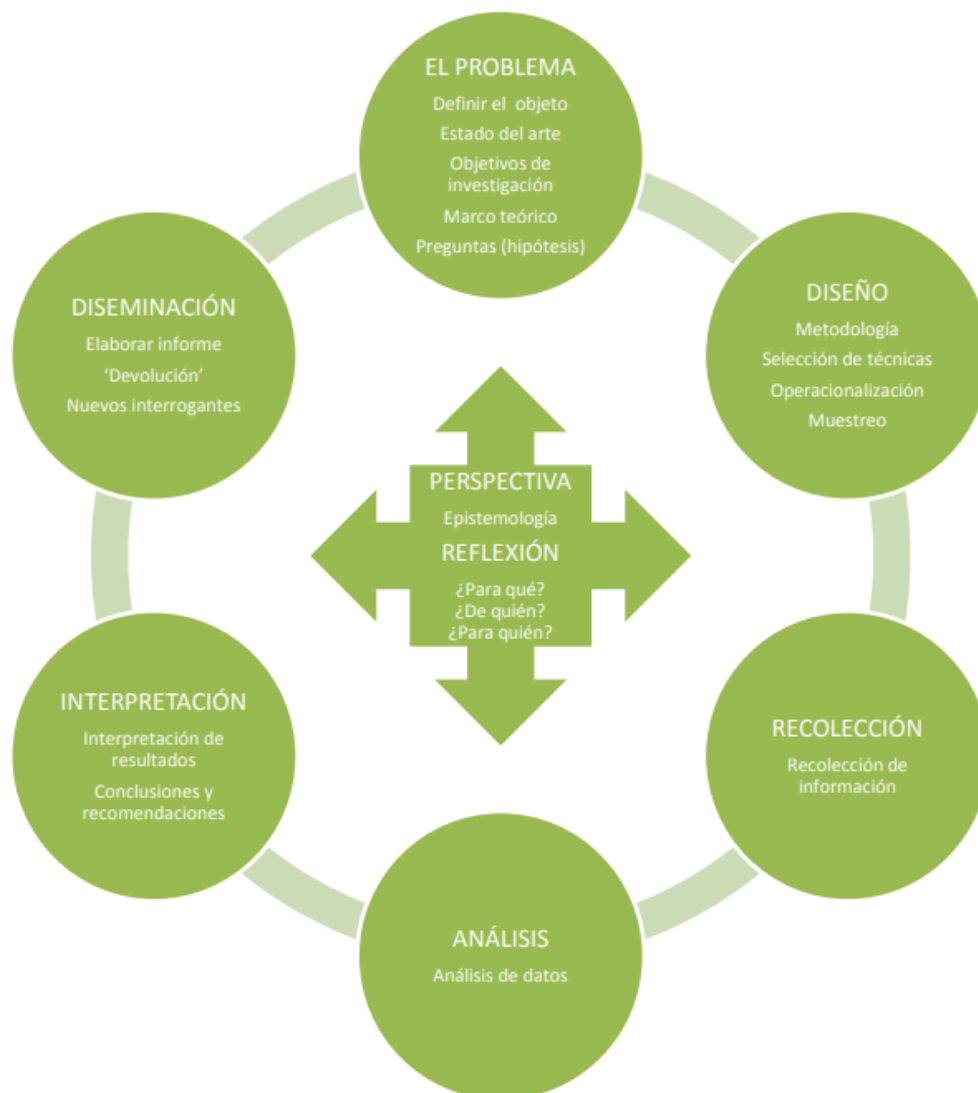 EL PROBLEMA
Definir el objeto
Estado del arte
Objetivos de
investigación
Marco teórico
Preguntas (hipótesis)
DISEÑO
Metodología
Selección de técnicas
Operacionalización
Muestreo
RECOLECCIÓN
Recolección de
información
ANÁLISIS
Análisis de datos
INTERPRETACIÓN
Interpretación de
resultados
Conclusiones y
recomendaciones
DISEMINACIÓN
Elaborar informe
‘Devolución’
Nuevos interrogantes
PERSPECTIVA
Epistemología
REFLEXIÓN
¿Para qué?
¿De quién?
¿Para quién?